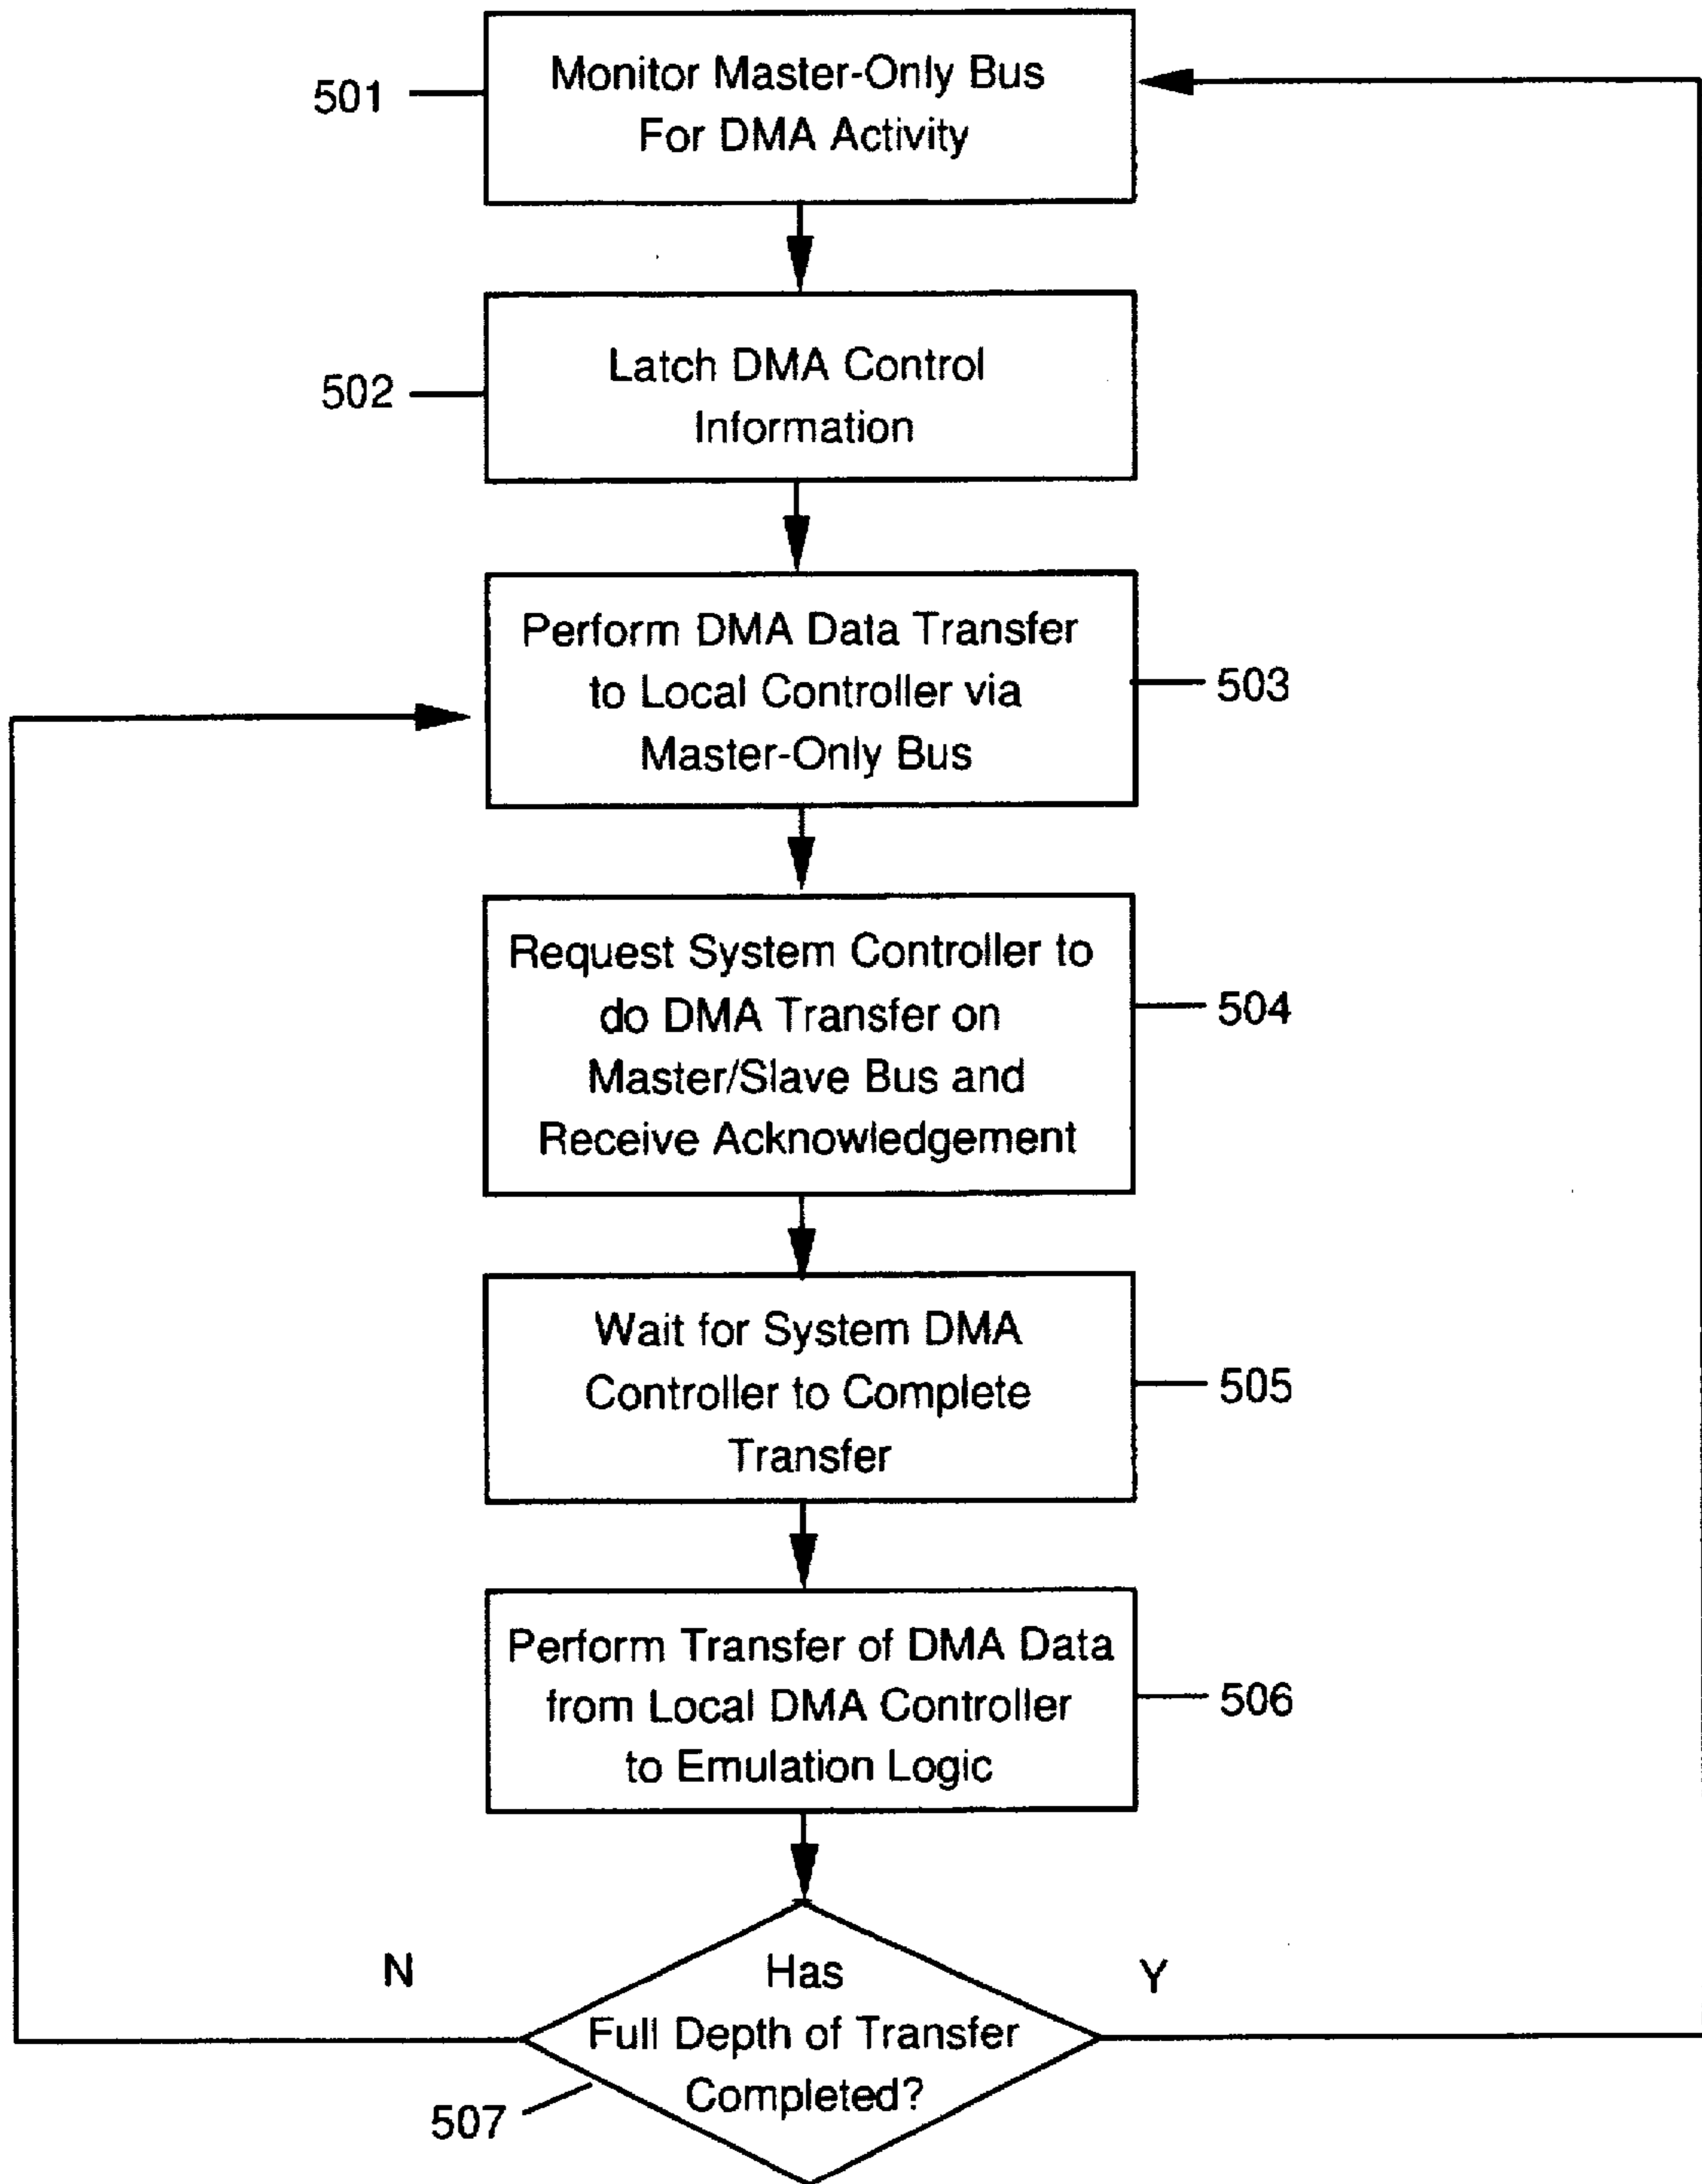 501
Monitor Master-Only Bus
For DMA Activity
502
Latch DMA Control
Information
Perform DMA Data Transfer
to Local Controller via
Master-Only Bus
503
Request System Controller to
do DMA Transfer on
Master/Slave Bus and
Receive Acknowledgement
504
Wait for System DMA
Controller to Complete
Transfer
505
Perform Transfer of DMA Data
from Local DMA Controller
to Emulation Logic
506
N
Has
Full Depth of Transfer
Completed?
Y
507